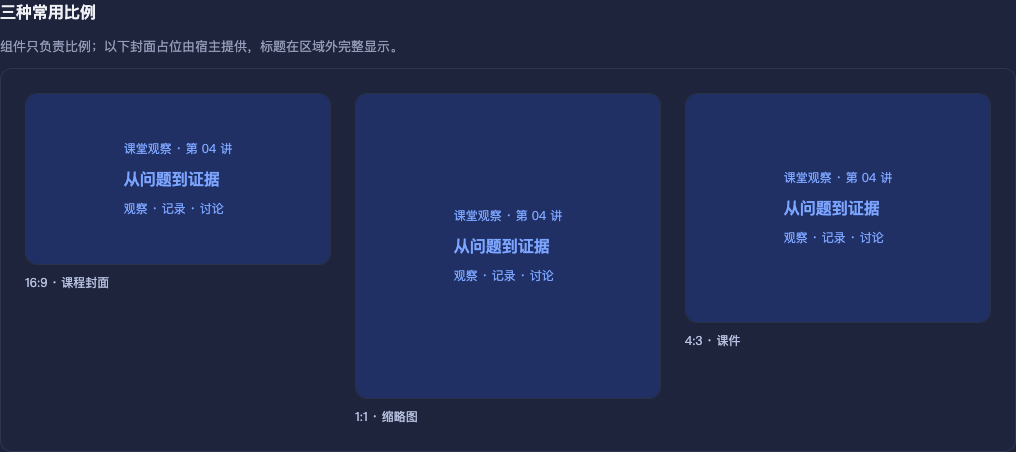 三种常用比例
组件只负责比例；以下封面占位由宿主提供，标题在区域外完整显示。
课堂观察 · 第 04 讲
从问题到证据
观察 · 记录 · 讨论
16:9 · 课程封面
课堂观察 · 第 04 讲
从问题到证据
观察 · 记录 · 讨论
1:1 · 缩略图
课堂观察 · 第 04 讲
从问题到证据
观察 · 记录 · 讨论
4:3 · 课件